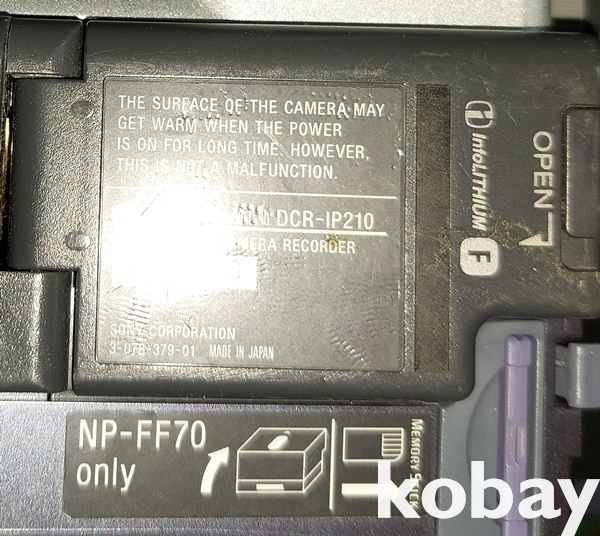 THE SURFACE OF THE CAMERA MAY
GET WARM WHEN THE POWER
IS ON FOR LONG TIME. HOWEVER,
THIS IS NOT A MALFUNCTION.
DCR-IP210
RECORDER
SONY CORPORATION
3-078-379-01 MADE IN JAPAN
InfoLITHIUM F
OPEN
NP-FF70
only
MEMORY STICK
kobay